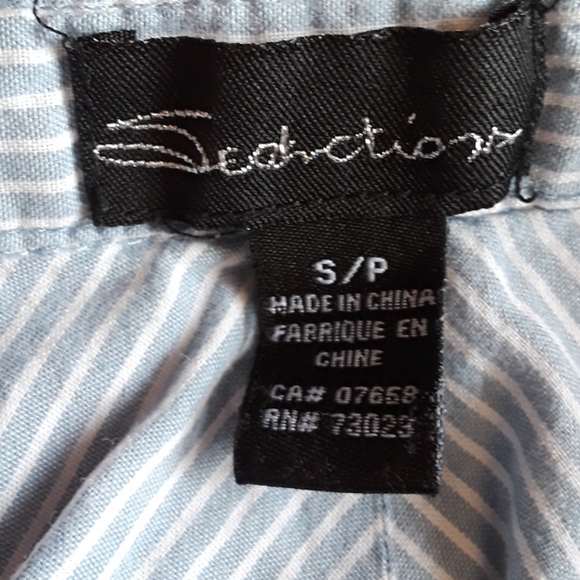 Seductions
S/P
MADE IN CHINA
FABRIQUE EN
CHINE
CA# 07658
RN# 73023